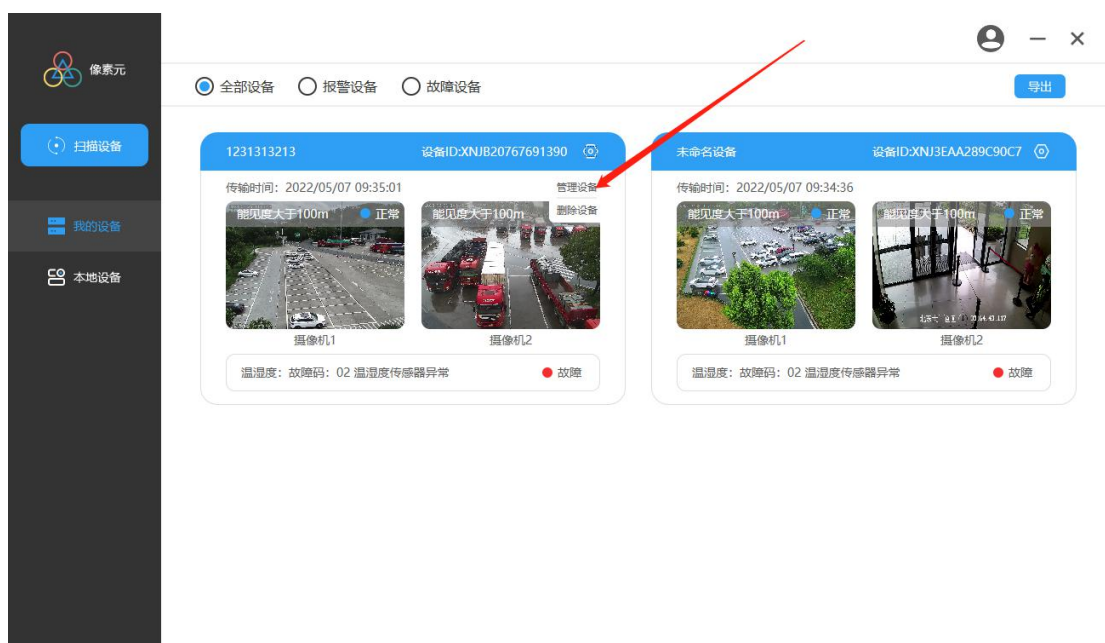 像素元
全部设备 报警设备 故障设备 导出
扫描设备
我的设备
本地设备
1231313213 设备ID:XNJB20767691390
传输时间：2022/05/07 09:35:01 管理设备
删除设备
能见度大于100m 正常 能见度大于100m
摄像机1 摄像机2
温湿度：故障码：02 温湿度传感器异常 故障
未命名设备 设备ID:XNJ3EAA289C90C7
传输时间：2022/05/07 09:34:36
能见度大于100m 正常 能见度大于100m 正常
摄像机1 摄像机2
温湿度：故障码：02 温湿度传感器异常 故障